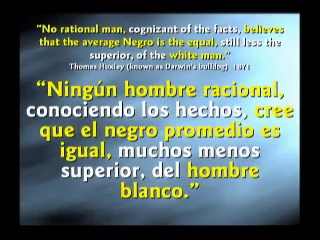 “No rational man, cognizant of the facts, believes
that the average Negro is the equal, still less the
superior, of the white man.”
Thomas Huxley (known as Darwin's bulldog) 1871
“Ningún hombre racional,
conociendo los hechos, cree
que el negro promedio es
igual, muchos menos
superior, del hombre
blanco.”